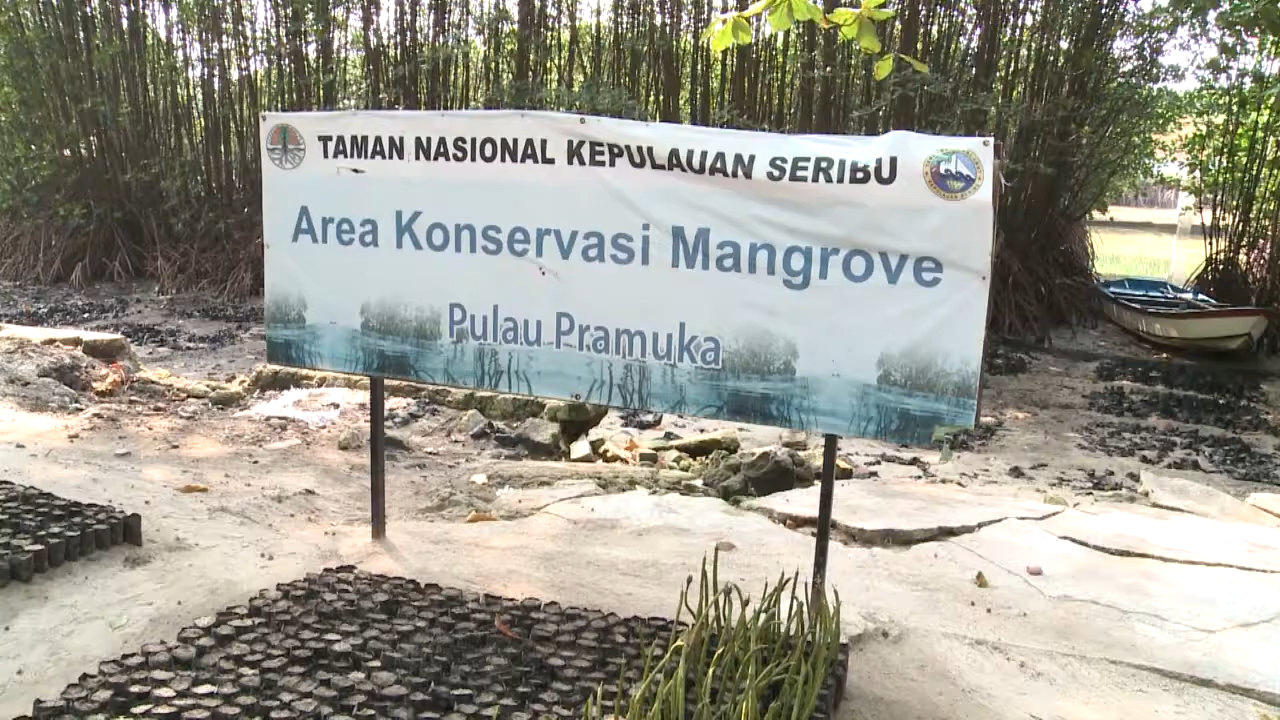 TAMAN NASIONAL KEPULAUAN SERIBU
Area Konservasi Mangrove
Pulau Pramuka